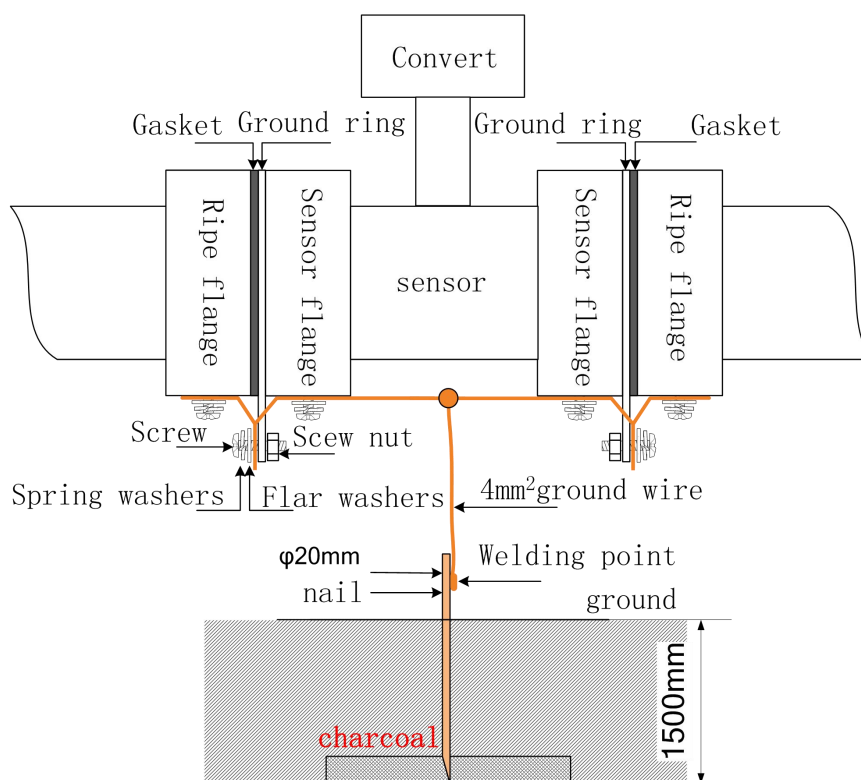 Convert
Gasket Ground ring
Ground ring Gasket
Ripe flange
Sensor flange
sensor
Sensor flange
Ripe flange
Screw
Scew nut
Spring washers
Flar washers
4mm²ground wire
φ20mm
Welding point
nail
ground
1500mm
charcoal